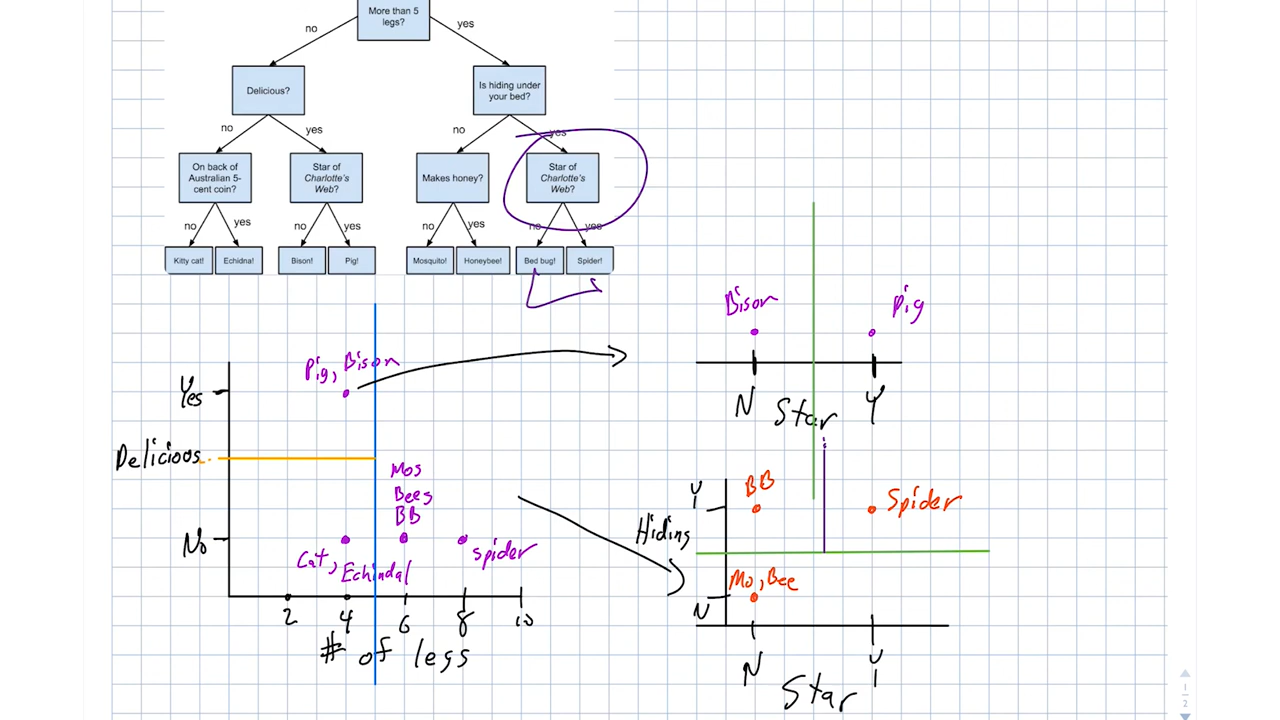 More than 5
legs?
no
yes
Delicious?
Is hiding under
your bed?
no
yes
no
yes
On back of
Australian 5-
cent coin?
Star of
Charlotte's
Web?
Makes honey?
Star of
Charlotte's
Web?
no
yes
no
yes
no
yes
no
yes
Kitty cat!
Echidna!
Bison!
Pig!
Mosquito!
Honeybee!
Bed bug!
Spider!
Pig, Bison
Yes
Delicioos
Mos
Bees
BB
No
Cat,
Echindal
spider
2
4
6
8
10
# of legs
Bison
Pig
N
Y
Star
Y
BB
Spider
Hiding
Mo, Bee
N
N
Y
Star
1
2